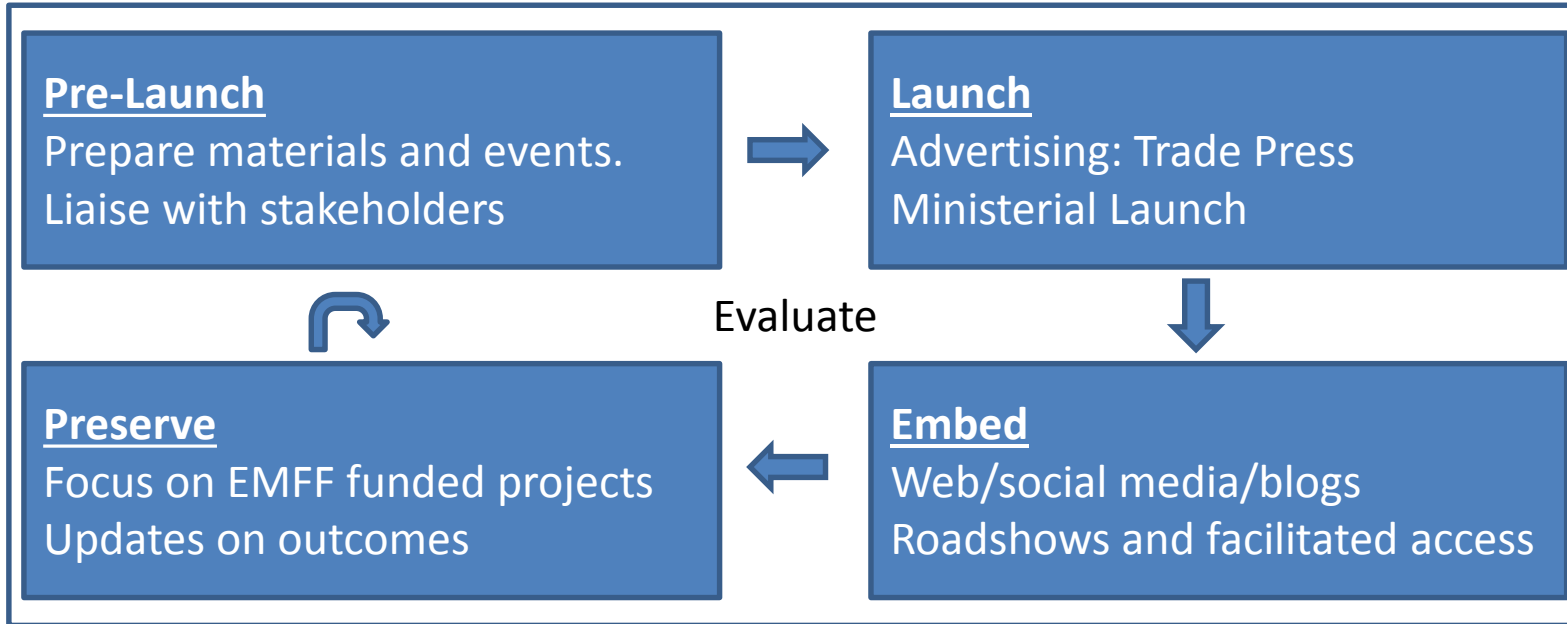 Pre-Launch
Prepare materials and events.
Liaise with stakeholders
Launch
Advertising: Trade Press
Ministerial Launch
Evaluate
Preserve
Focus on EMFF funded projects
Updates on outcomes
Embed
Web/social media/blogs
Roadshows and facilitated access